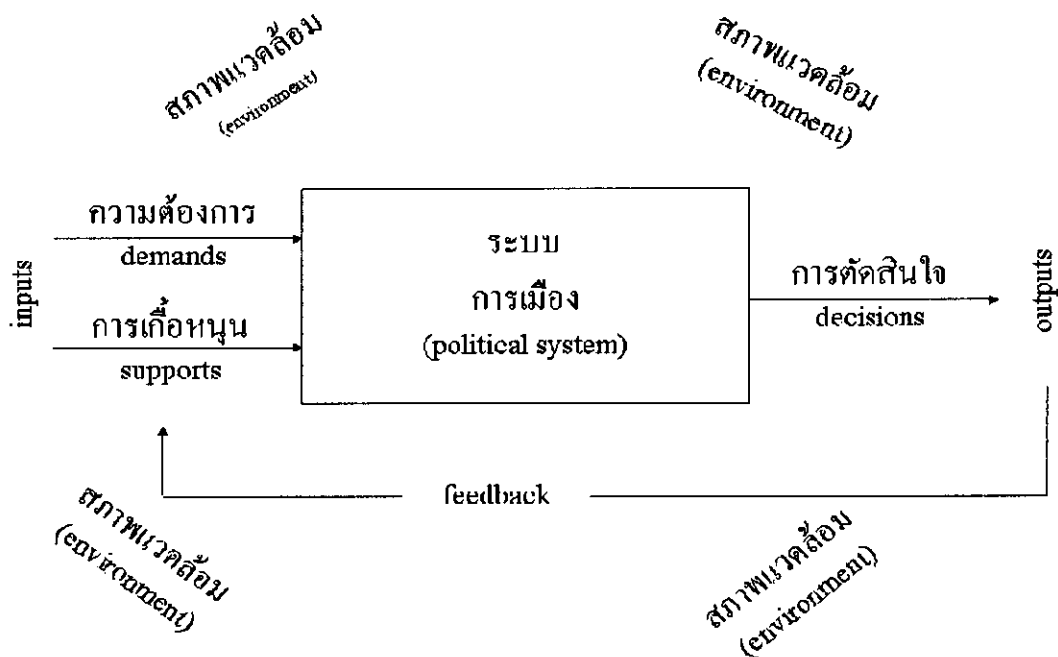 สภาพแวดล้อม
(environment)
สภาพแวดล้อม
(environment)
inputs
ความต้องการ
demands
การเกื้อหนุน
supports
ระบบ
การเมือง
(political system)
การตัดสินใจ
decisions
outputs
feedback
สภาพแวดล้อม
(environment)
สภาพแวดล้อม
(environment)